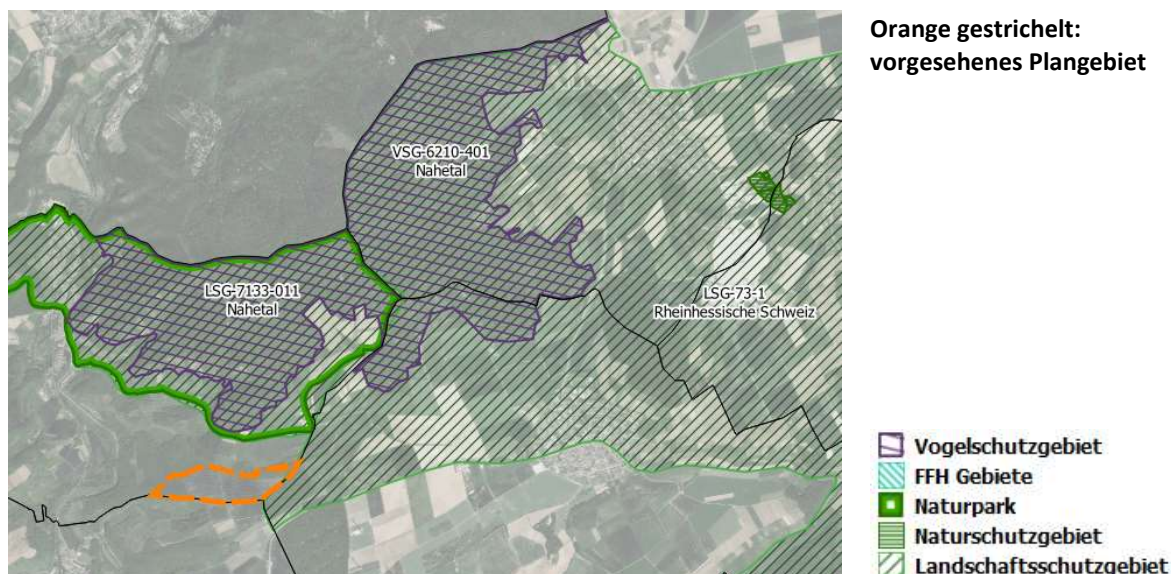 Orange gestrichelt:
vorgesehenes Plangebiet
VSG-6210-401
Nahetal
LSG-7133-011
Nahetal
LSG-73-1
Rheinhessische Schweiz
Vogelschutzgebiet
FFH Gebiete
Naturpark
Naturschutzgebiet
Landschaftsschutzgebiet